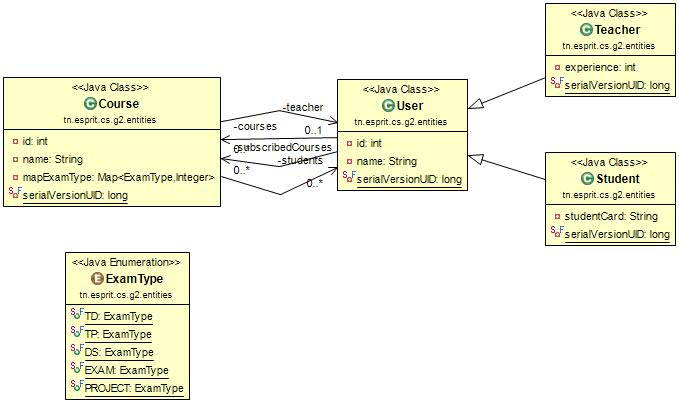 <<Java Class>>
Course
tn.esprit.cs.g2.entities
id: int
name: String
mapExamType: Map<ExamType,Integer>
serialVersionUID: long
-teacher
0..1
-courses
0..*
-subscribedCourses
0..*
-students
0..*
<<Java Class>>
User
tn.esprit.cs.g2.entities
id: int
name: String
serialVersionUID: long
<<Java Class>>
Teacher
tn.esprit.cs.g2.entities
experience: int
serialVersionUID: long
<<Java Class>>
Student
tn.esprit.cs.g2.entities
studentCard: String
serialVersionUID: long
<<Java Enumeration>>
ExamType
tn.esprit.cs.g2.entities
TD: ExamType
TP: ExamType
DS: ExamType
EXAM: ExamType
PROJECT: ExamType